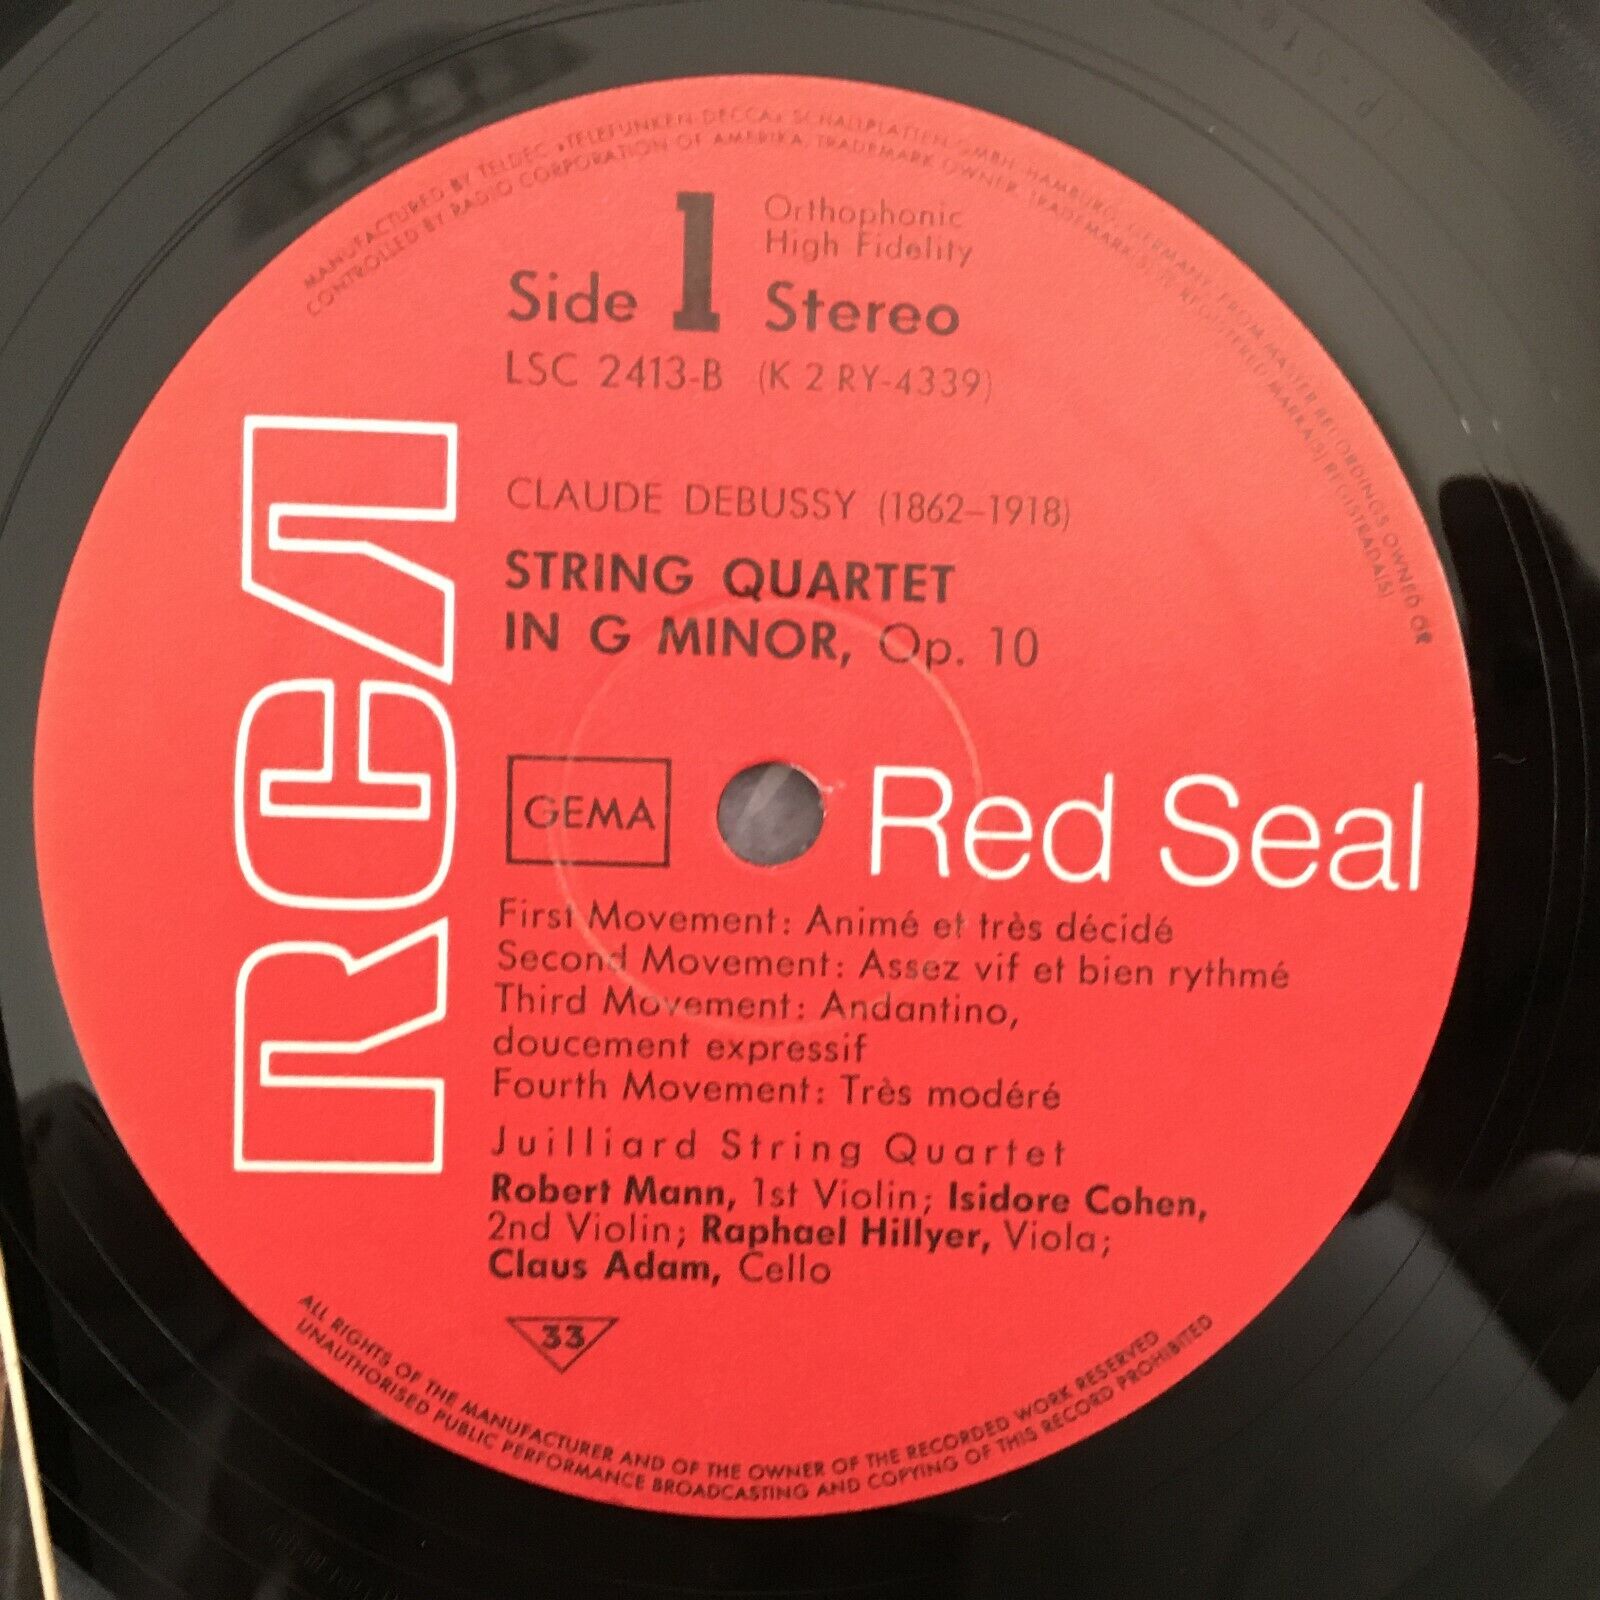 MANUFACTURED BY TELDEC »TELEFUNKEN-DECCA« SCHALLPLATTEN-GMBH, HAMBURG, GERMANY, FROM MASTER RECORDINGS OWNED OR
CONTROLLED BY RADIO CORPORATION OF AMERIKA, TRADEMARK OWNER, TRADEMARK(S) REGISTERED MARKA(S) REGISTRADA(S)
Side 1
Orthophonic
High Fidelity
Stereo
LSC 2413-B (K 2 RY-4339)
CLAUDE DEBUSSY (1862–1918)
STRING QUARTET
IN G MINOR, Op. 10
RCA
GEMA
Red Seal
First Movement: Animé et très décidé
Second Movement: Assez vif et bien rythmé
Third Movement: Andantino,
doucement expressif
Fourth Movement: Très modéré
Juilliard String Quartet
Robert Mann, 1st Violin; Isidore Cohen,
2nd Violin; Raphael Hillyer, Viola;
Claus Adam, Cello
33
ALL RIGHTS OF THE MANUFACTURER AND OF THE OWNER OF THE RECORDED WORK RESERVED
UNAUTHORISED PUBLIC PERFORMANCE BROADCASTING AND COPYING OF THIS RECORD PROHIBITED